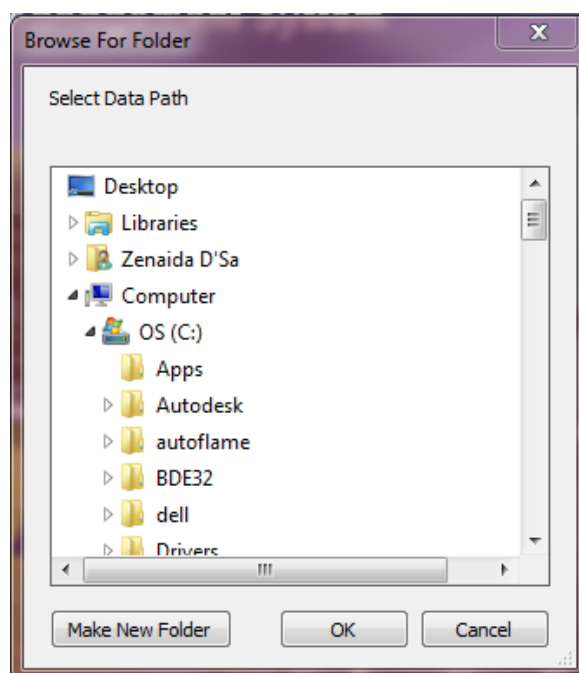 Browse For Folder
Select Data Path
Desktop
Libraries
Zenaida D'Sa
Computer
OS (C:)
Apps
Autodesk
autoflame
BDE32
dell
Drivers
Make New Folder OK Cancel